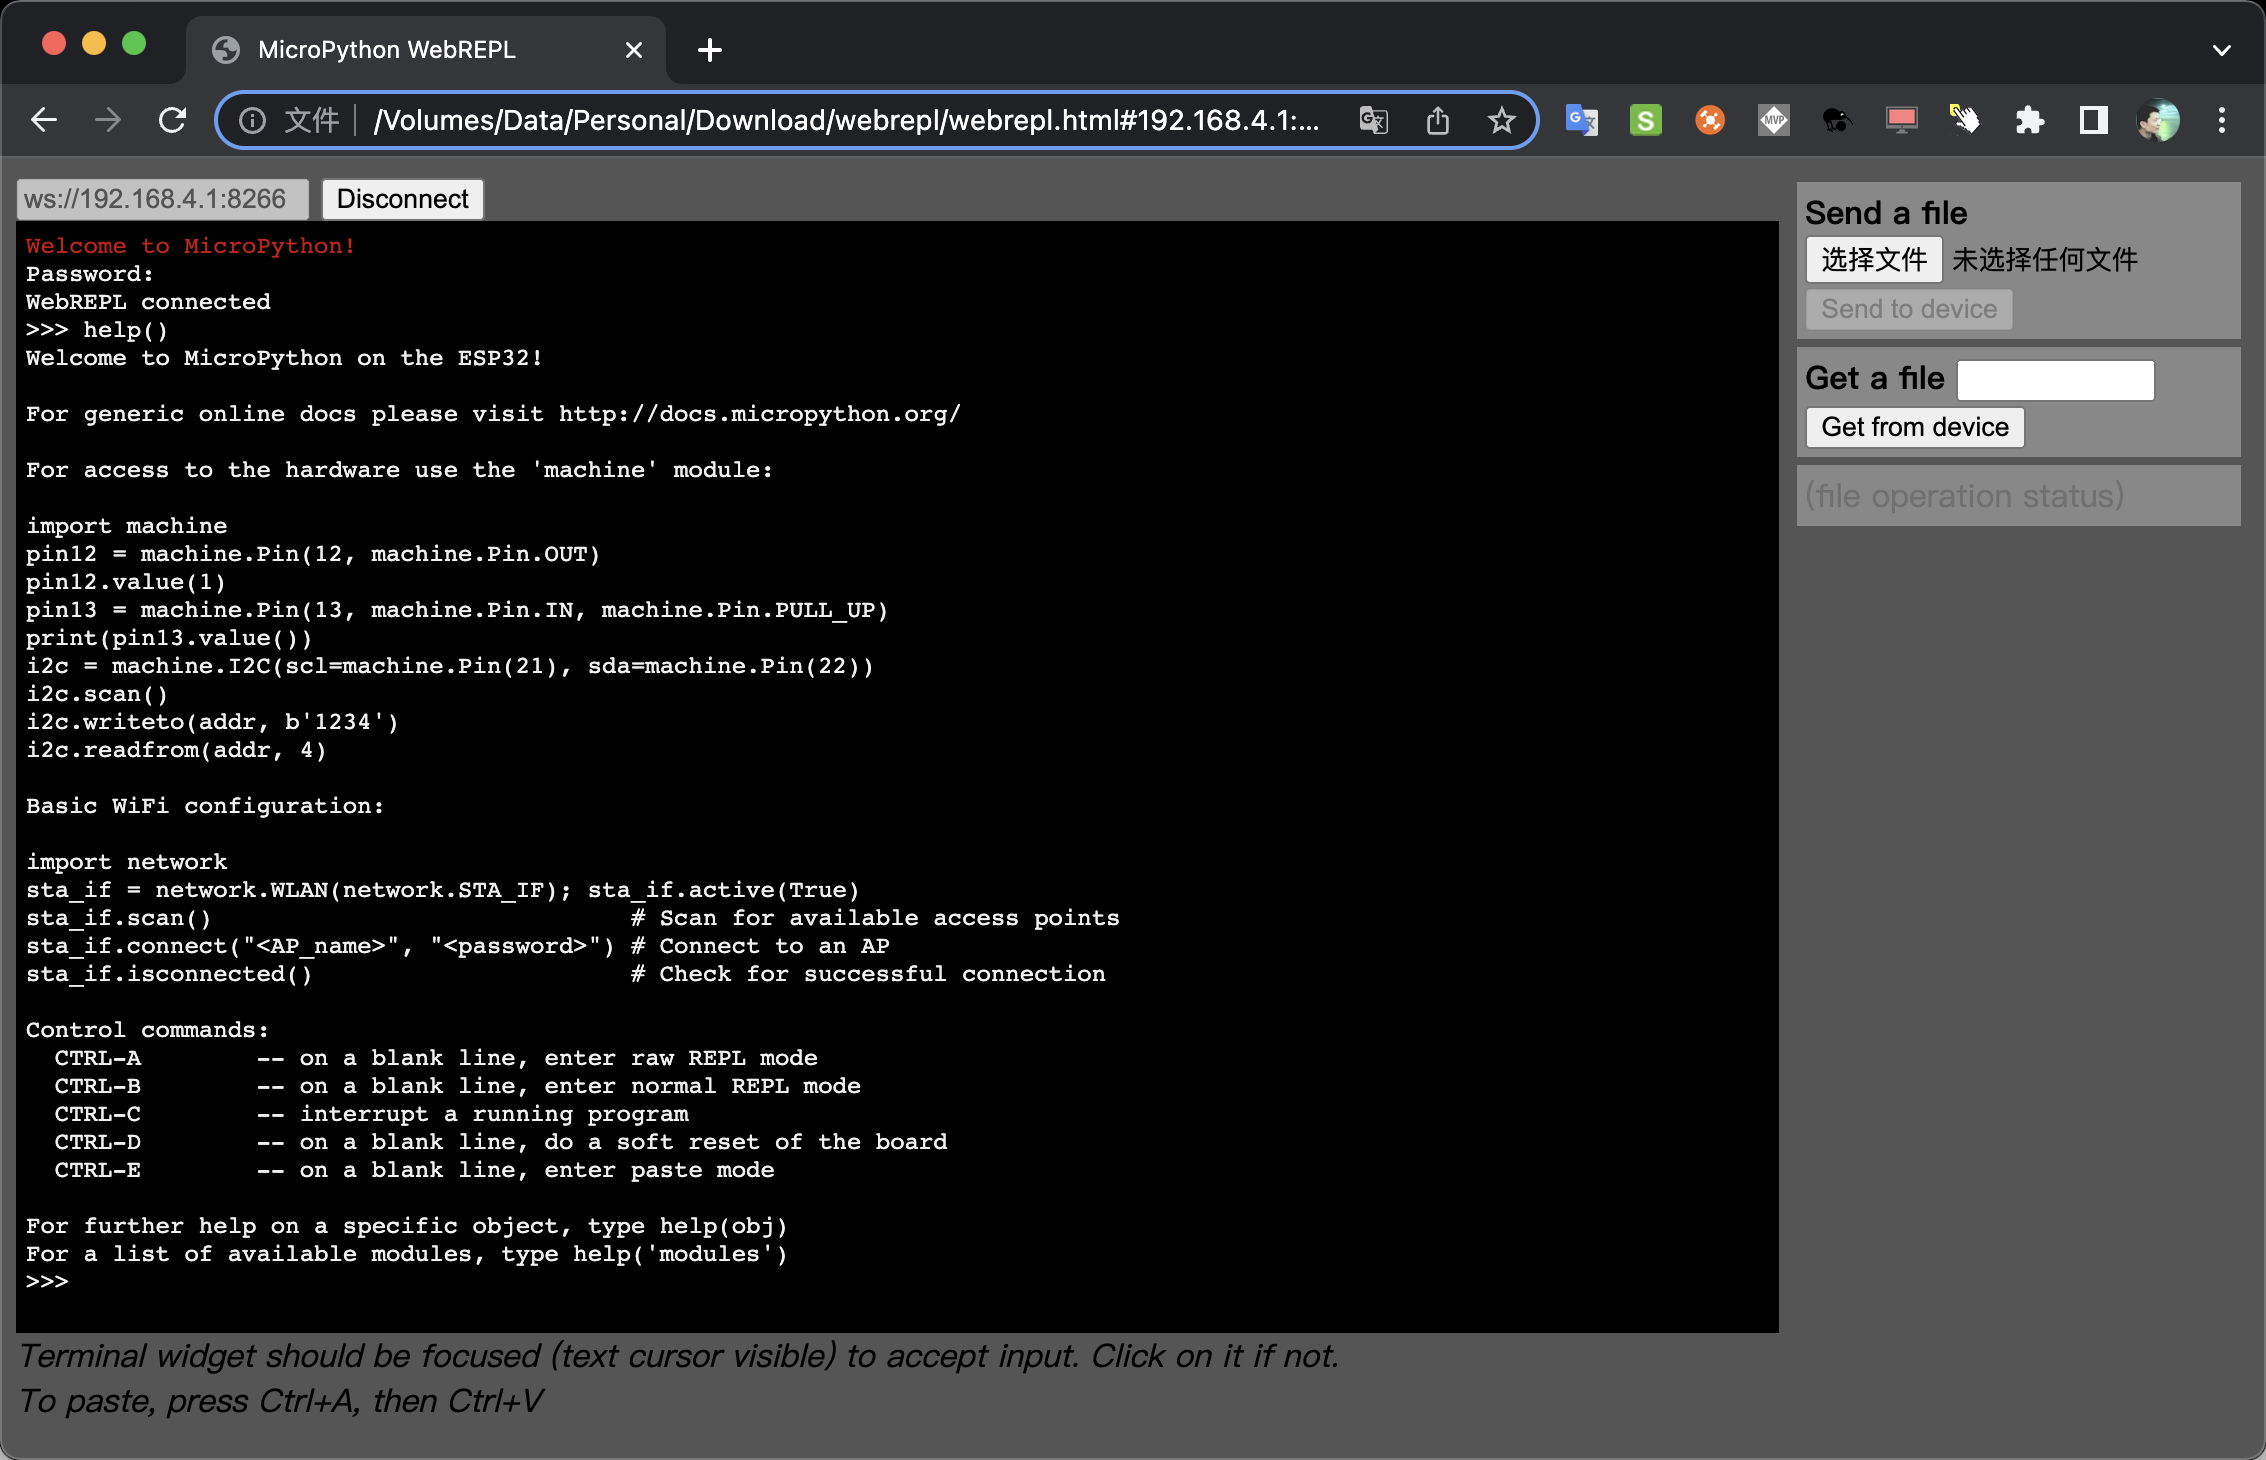 MicroPython WebREPL
文件 /Volumes/Data/Personal/Download/webrepl/webrepl.html#192.168.4.1:...
S
MVP
ws://192.168.4.1:8266 Disconnect
Welcome to MicroPython!
Password:
WebREPL connected
>>> help()
Welcome to MicroPython on the ESP32!
For generic online docs please visit http://docs.micropython.org/
For access to the hardware use the 'machine' module:
import machine
pin12 = machine.Pin(12, machine.Pin.OUT)
pin12.value(1)
pin13 = machine.Pin(13, machine.Pin.IN, machine.Pin.PULL_UP)
print(pin13.value())
i2c = machine.I2C(scl=machine.Pin(21), sda=machine.Pin(22))
i2c.scan()
i2c.writeto(addr, b'1234')
i2c.readfrom(addr, 4)
Basic WiFi configuration:
import network
sta_if = network.WLAN(network.STA_IF); sta_if.active(True)
sta_if.scan()                             # Scan for available access points
sta_if.connect("<AP_name>", "<password>") # Connect to an AP
sta_if.isconnected()                      # Check for successful connection
Control commands:
  CTRL-A        -- on a blank line, enter raw REPL mode
  CTRL-B        -- on a blank line, enter normal REPL mode
  CTRL-C        -- interrupt a running program
  CTRL-D        -- on a blank line, do a soft reset of the board
  CTRL-E        -- on a blank line, enter paste mode
For further help on a specific object, type help(obj)
For a list of available modules, type help('modules')
>>>
Terminal widget should be focused (text cursor visible) to accept input. Click on it if not.
To paste, press Ctrl+A, then Ctrl+V
Send a file
选择文件 未选择任何文件
Send to device
Get a file
Get from device
(file operation status)